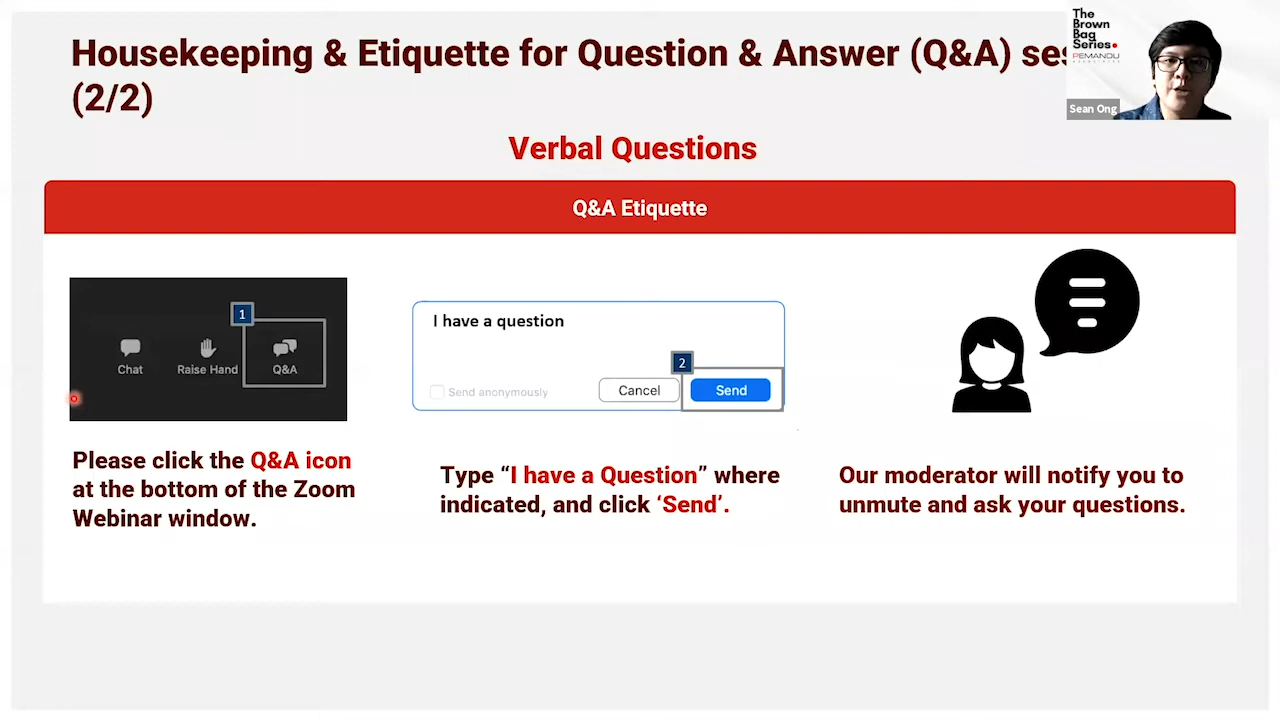 Housekeeping & Etiquette for Question & Answer (Q&A)
(2/2)
The
Brown
Bag
Series.
PEMANDU
ASSOCIATES
Sean Ong
Verbal Questions
Q&A Etiquette
1
Chat
Raise Hand
Q&A
I have a question
2
Send anonymously
Cancel
Send
Please click the Q&A icon
at the bottom of the Zoom
Webinar window.
Type “I have a Question” where
indicated, and click ‘Send’.
Our moderator will notify you to
unmute and ask your questions.